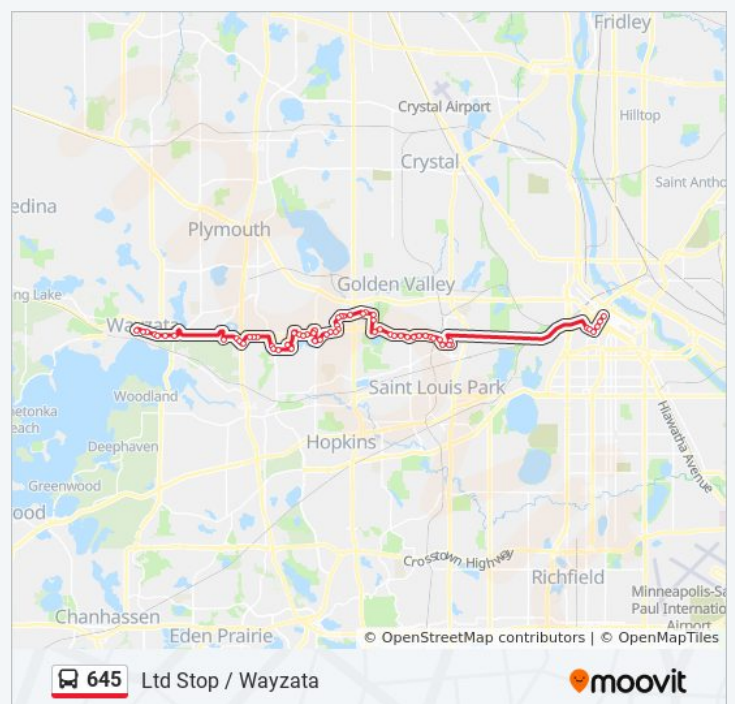 Fridley
Crystal Airport
Hilltop
Crystal
Saint Antho
edina
Plymouth
Golden Valley
ng Lake
Wayzata
Woodland
Saint Louis Park
etonka
each
Hopkins
Deephaven
Hiawatha Avenue
Greenwood
ood
Crosstown Highway
Richfield
Minneapolis-Sa
Paul Internatio
Airport
Chanhassen
Eden Prairie
© OpenStreetMap contributors | © OpenMapTiles
645 Ltd Stop / Wayzata
moovit